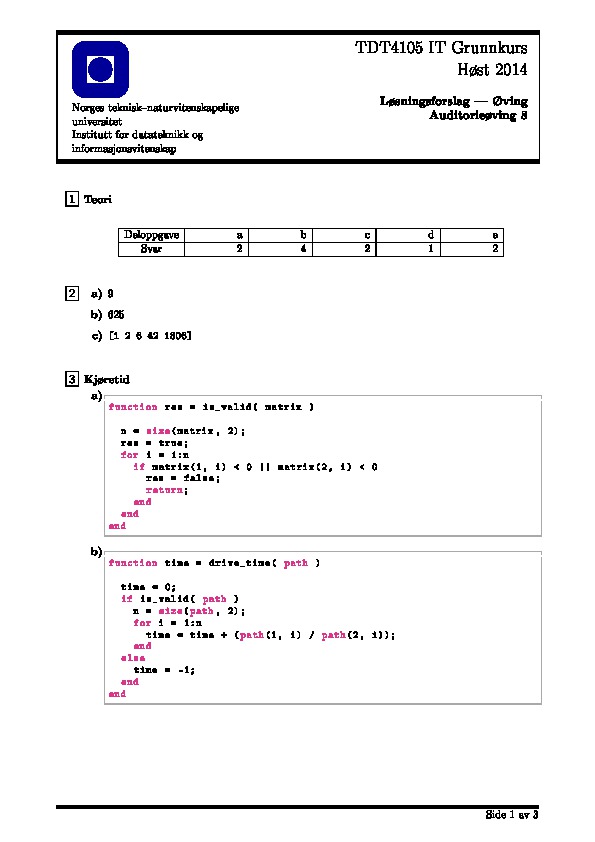 TDT4105 IT Grunnkurs
Høst 2014
Norges teknisk–naturvitenskapelige
universitet
Institutt for datateknikk og
informasjonsvitenskap
Løsningsforslag — Øving
Auditorieøving 8
1 Teori
Deloppgave a b c d e
Svar 2 4 2 1 2
2 a) 9
b) 625
c) [1 2 6 42 1806]
3 Kjøretid
a)
function res = is_valid( matrix )
n = size(matrix, 2);
res = true;
for i = 1:n
if matrix(1, i) < 0 || matrix(2, i) < 0
res = false;
return;
end
end
end
b)
function time = drive_time( path )
time = 0;
if is_valid( path )
n = size(path, 2);
for i = 1:n
time = time + (path(1, i) / path(2, i));
end
else
time = -1;
end
end
Side 1 av 3